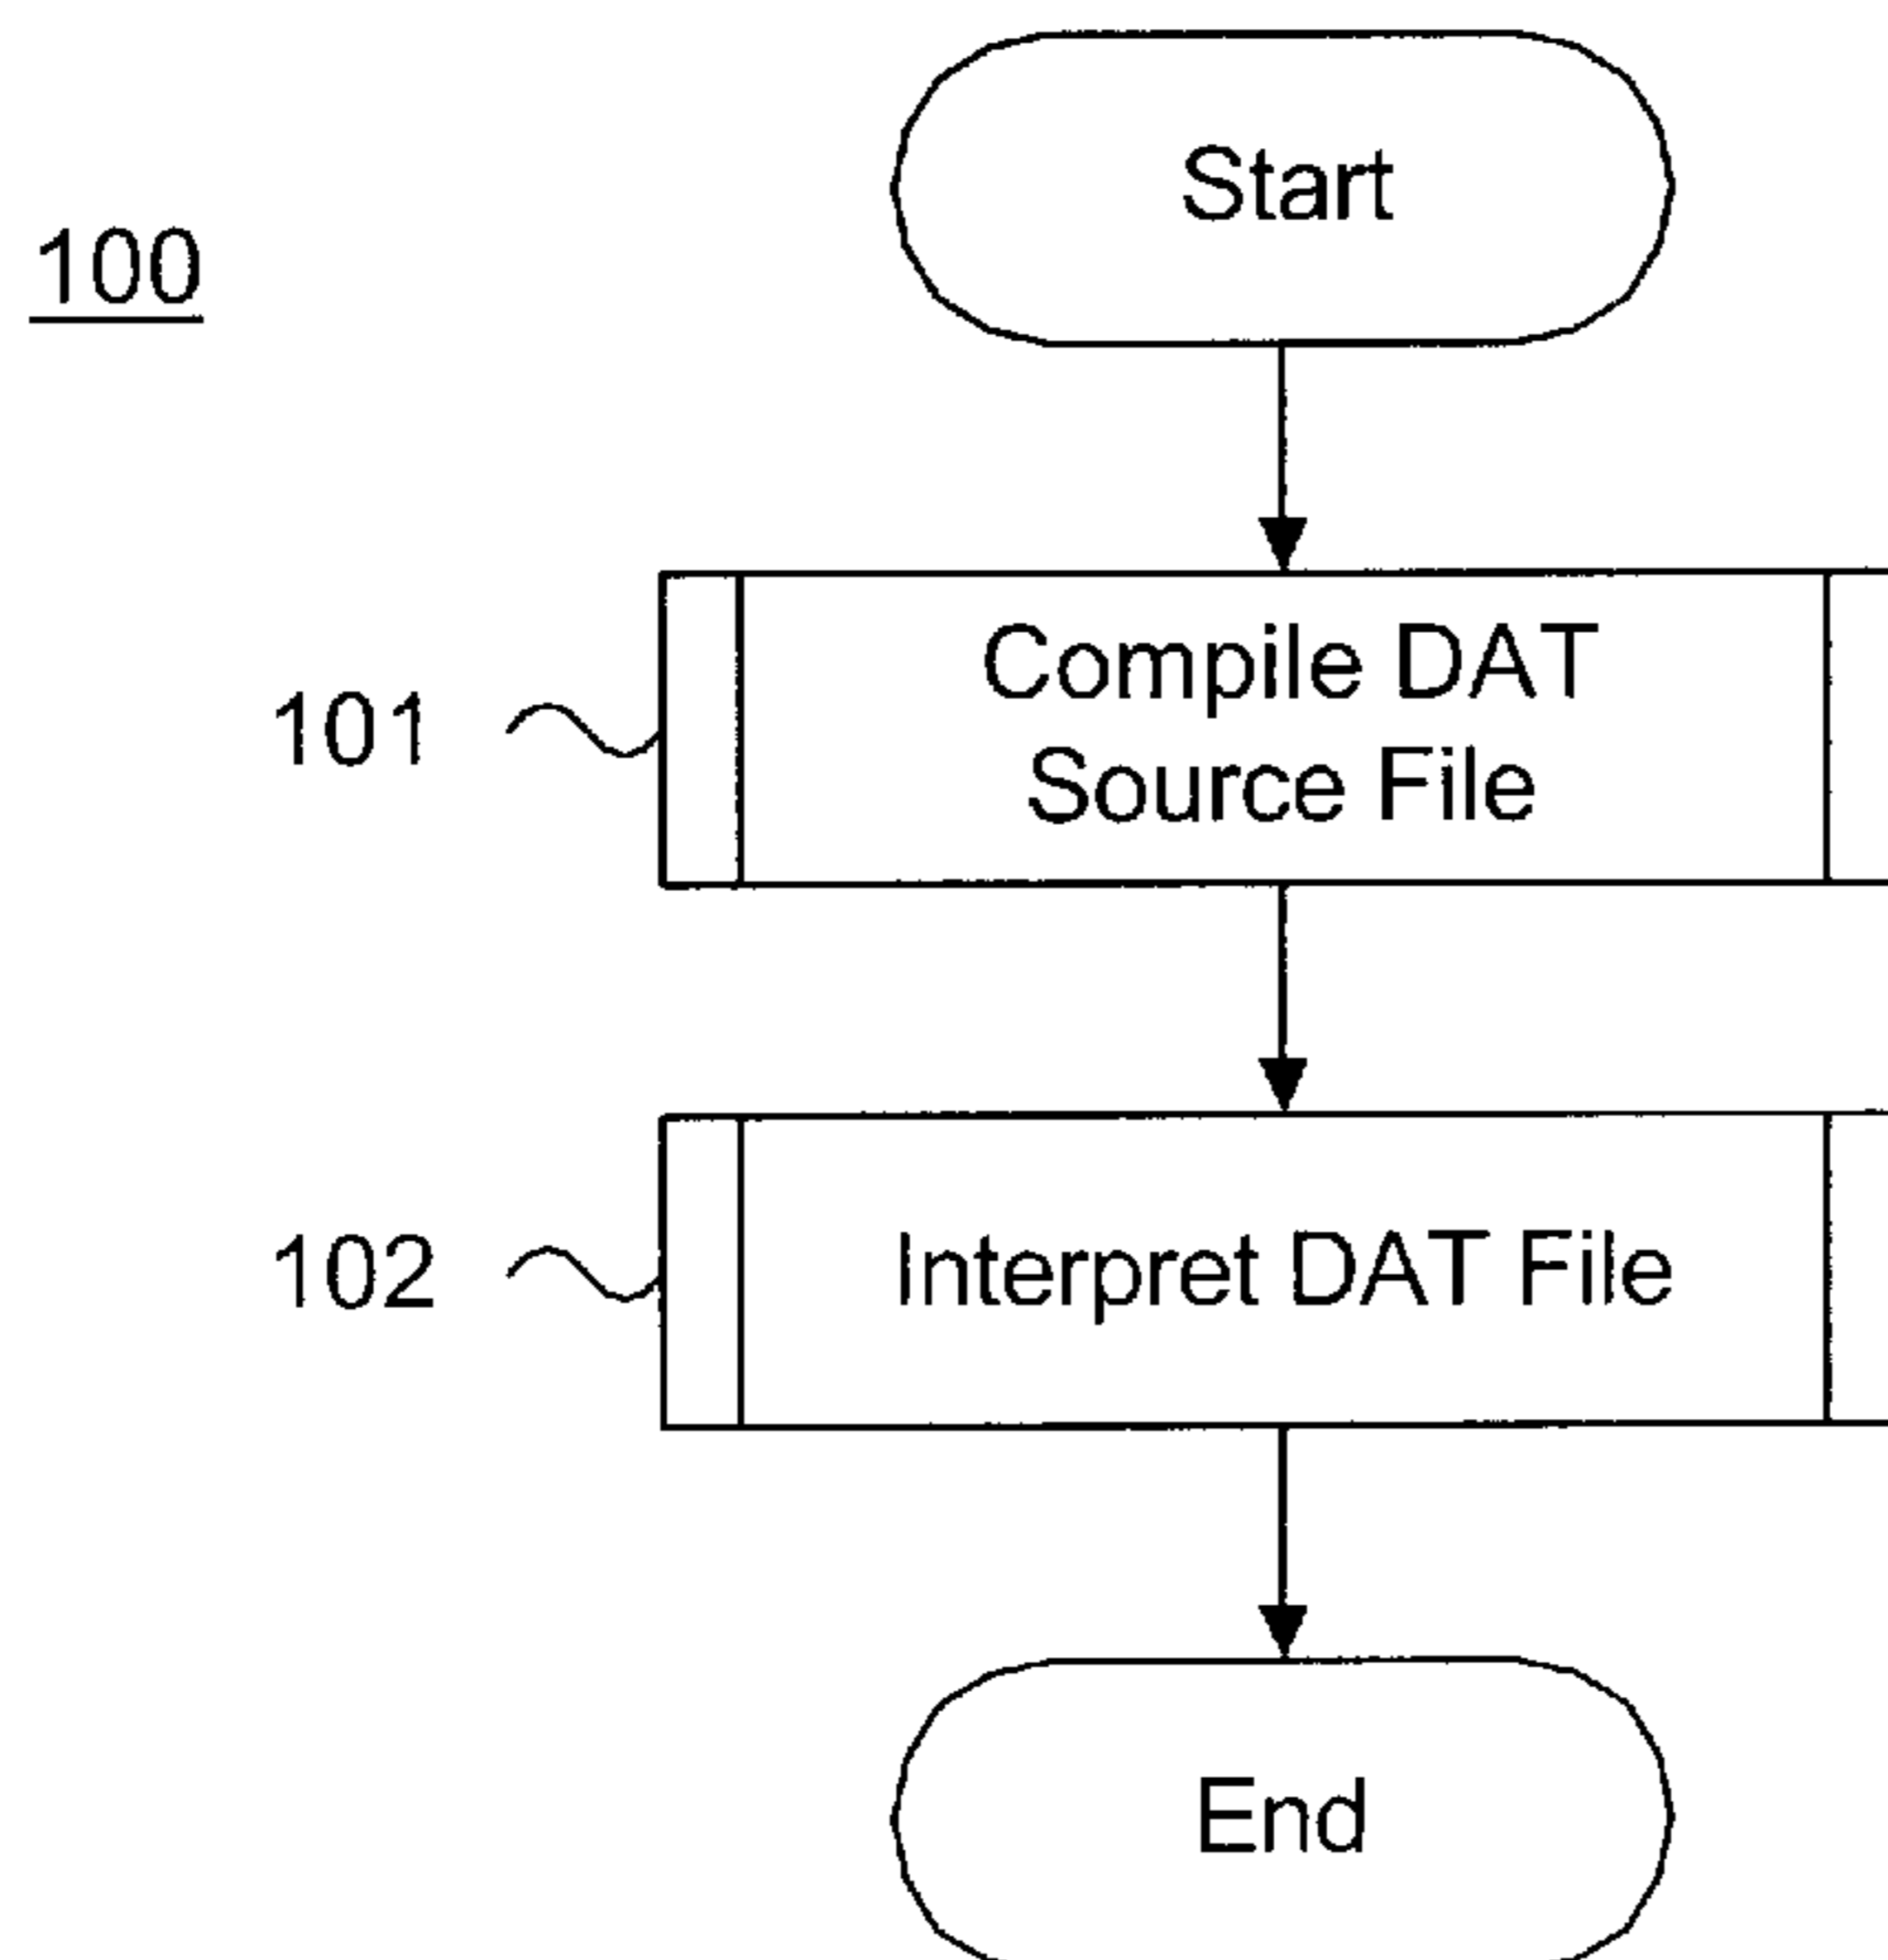 Start
100
Compile DAT
Source File
101
Interpret DAT File
102
End